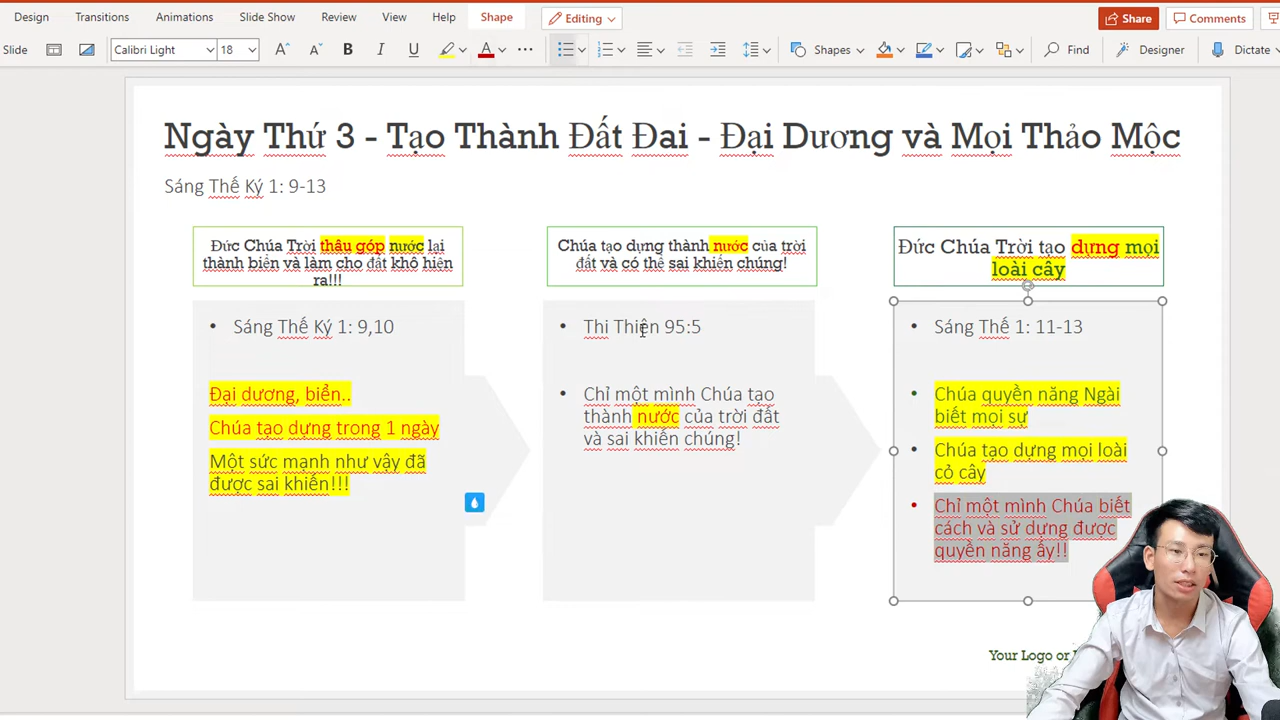 Design Transitions Animations Slide Show Review View Help Shape Editing Share Comments
Slide Calibri Light 18 B I U A Shapes Find Designer Dictate
Ngày Thứ 3 - Tạo Thành Đất Đai - Đại Dương và Mọi Thảo Mộc
Sáng Thế Ký 1: 9-13
Đức Chúa Trời thâu góp nước lại
thành biển và làm cho đất khô hiện
ra!!!
Sáng Thế Ký 1: 9,10
Đại dương, biển..
Chúa tạo dựng trong 1 ngày
Một sức mạnh như vậy đã
được sai khiến!!!
Chúa tạo dựng thành nước của trời
đất và có thể sai khiến chúng!
Thi Thiện 95:5
Chỉ một mình Chúa tạo
thành nước của trời đất
và sai khiến chúng!
Đức Chúa Trời tạo dựng mọi
loài cây
Sáng Thế 1: 11-13
Chúa quyền năng Ngài
biết mọi sự
Chúa tạo dựng mọi loài
cỏ cây
Chỉ một mình Chúa biết
cách và sử dựng được
quyền năng ấy!!
Your Logo or